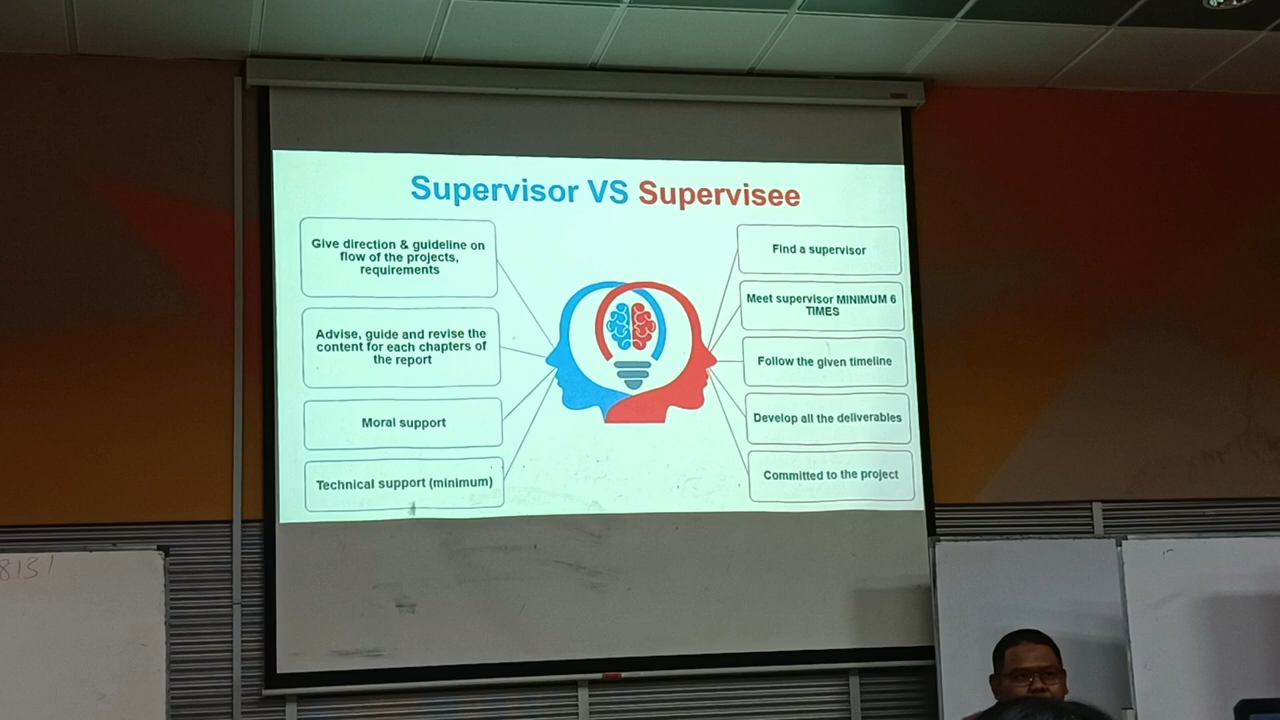 Supervisor VS Supervisee
Give direction & guideline on
flow of the projects,
requirements
Advise, guide and revise the
content for each chapters of
the report
Moral support
Technical support (minimum)
Find a supervisor
Meet supervisor MINIMUM 6
TIMES
Follow the given timeline
Develop all the deliverables
Committed to the project
8131